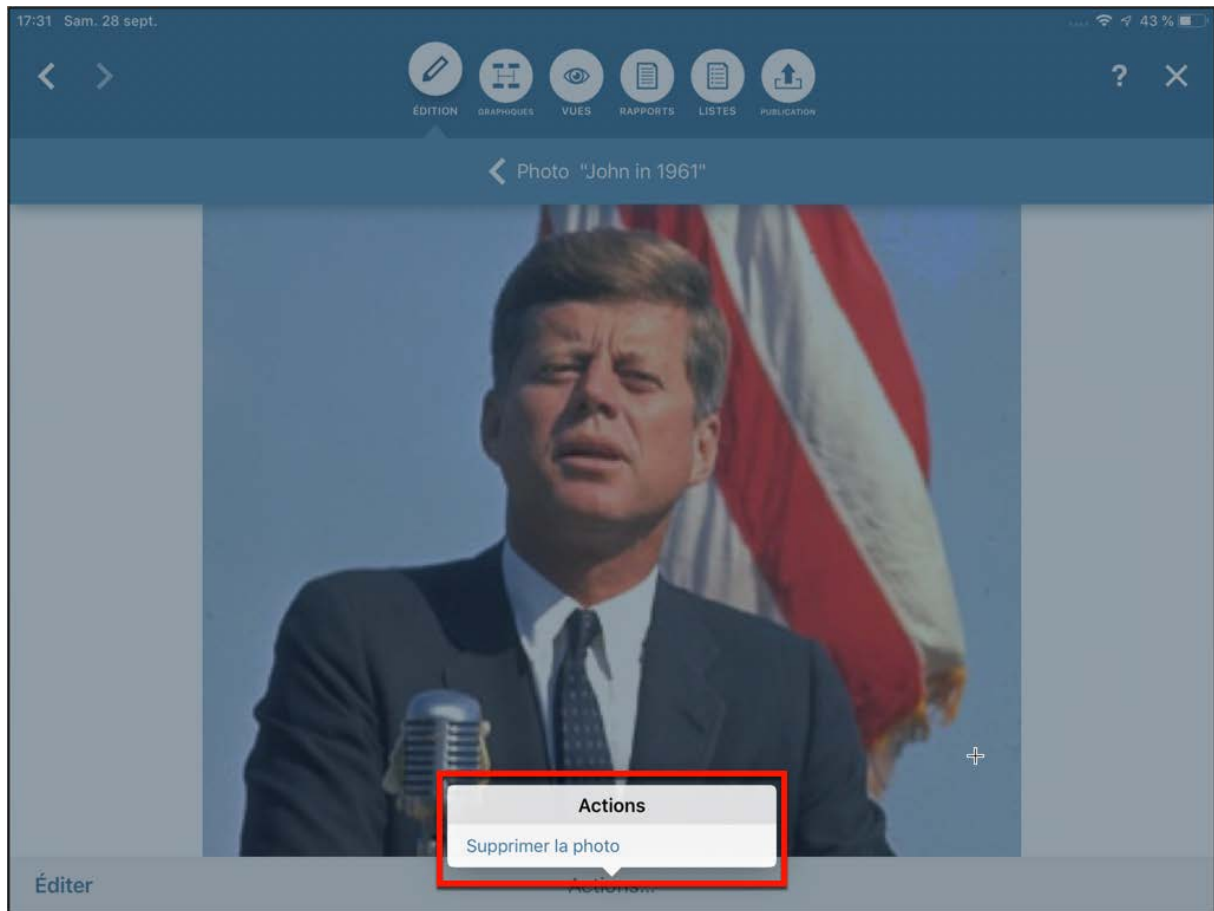 17:31 Sam. 28 sept. 43 %
ÉDITION GRAPHIQUES VUES RAPPORTS LISTES PUBLICATION
?
Photo "John in 1961"
Actions
Supprimer la photo
Éditer Actions...